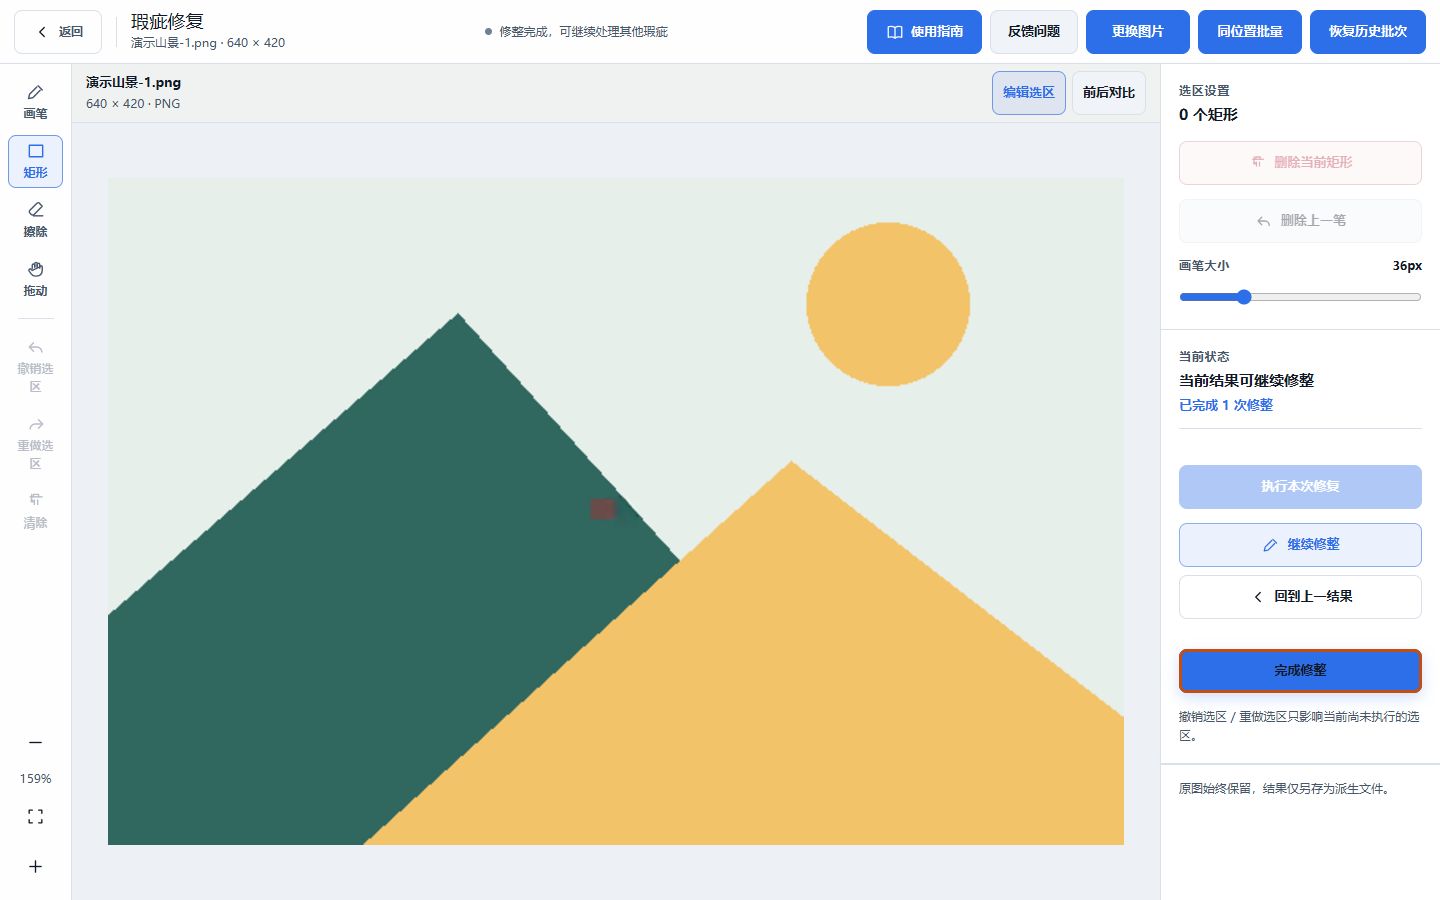 返回
瑕疵修复
演示山景-1.png · 640 × 420
修整完成，可继续处理其他瑕疵
使用指南
反馈问题
更换图片
同位置批量
恢复历史批次
画笔
矩形
擦除
拖动
撤销选
区
重做选
区
清除
159%
演示山景-1.png
640 × 420 · PNG
编辑选区
前后对比
选区设置
0 个矩形
删除当前矩形
删除上一笔
画笔大小 36px
当前状态
当前结果可继续修整
已完成 1 次修整
执行本次修复
继续修整
回到上一结果
完成修整
撤销选区 / 重做选区只影响当前尚未执行的选
区。
原图始终保留，结果仅另存为派生文件。